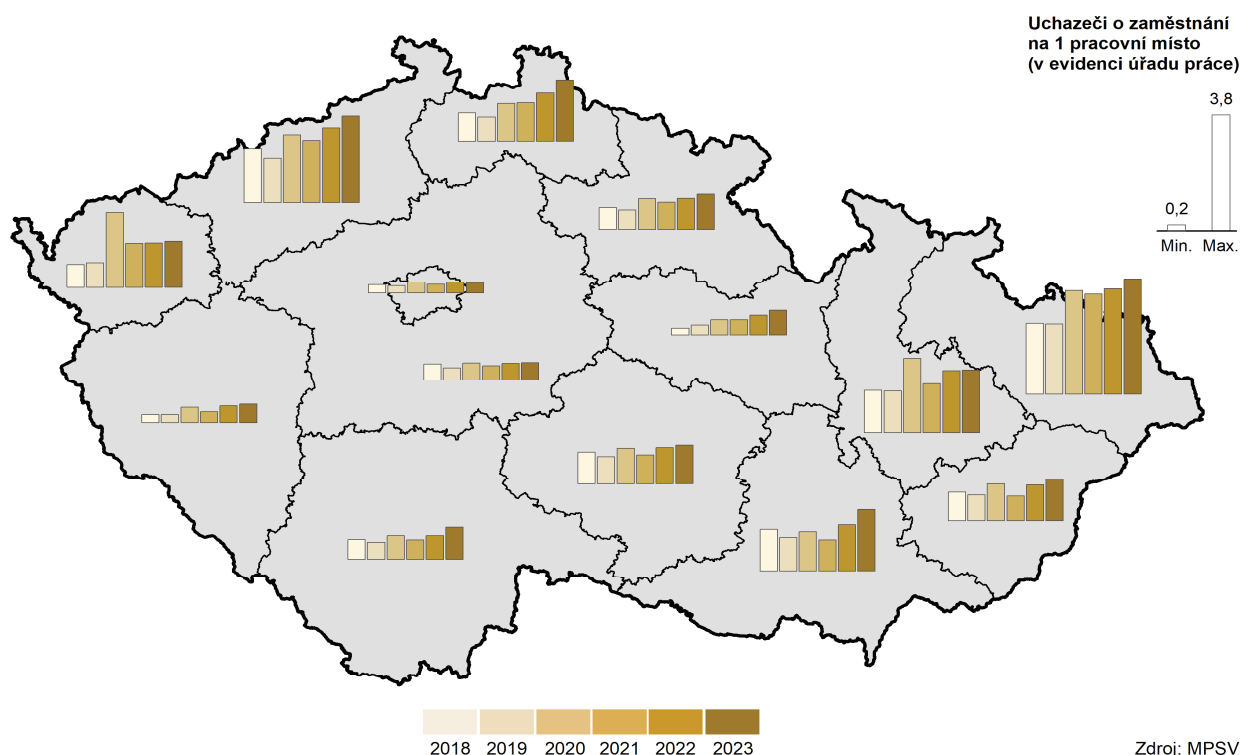 Uchazeči o zaměstnání
na 1 pracovní místo
(v evidenci úřadu práce)
3,8
0,2
Min. Max.
2018 2019 2020 2021 2022 2023
Zdroj: MPSV